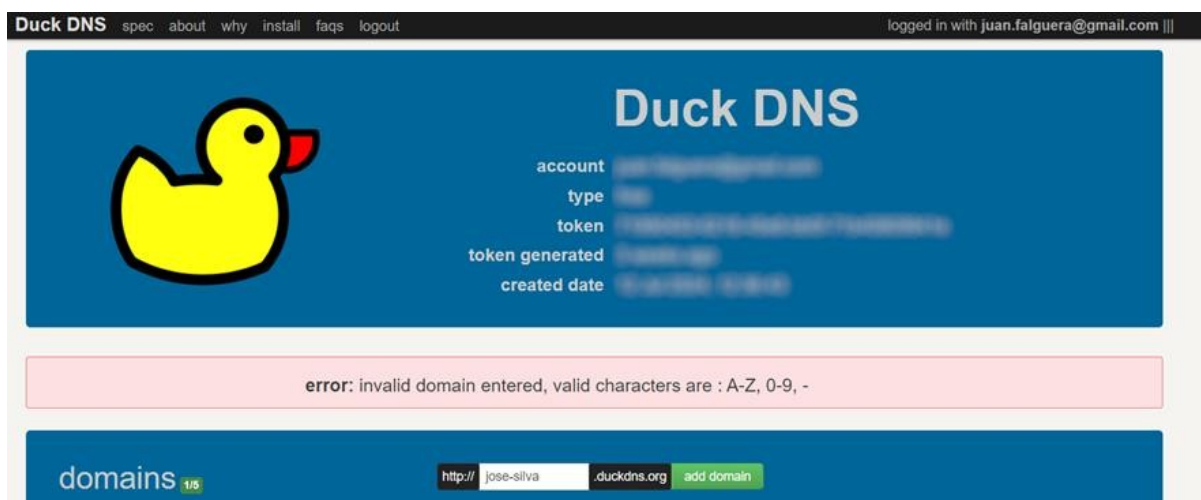 Duck DNS spec about why install faqs logout logged in with juan.falguera@gmail.com |||
Duck DNS
account
type
token
token generated
created date
error: invalid domain entered, valid characters are : A-Z, 0-9, -
domains 1/5 http:// jose-silva .duckdns.org add domain